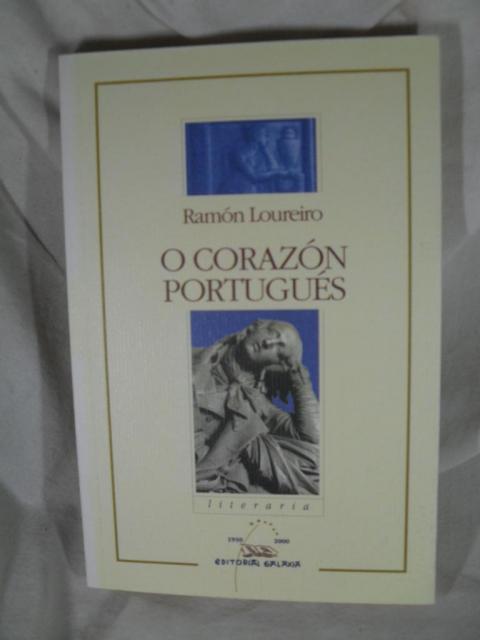 Ramón Loureiro
O CORAZÓN
PORTUGUÉS
literaria
1950 2000
EDITORIAL GALAXIA